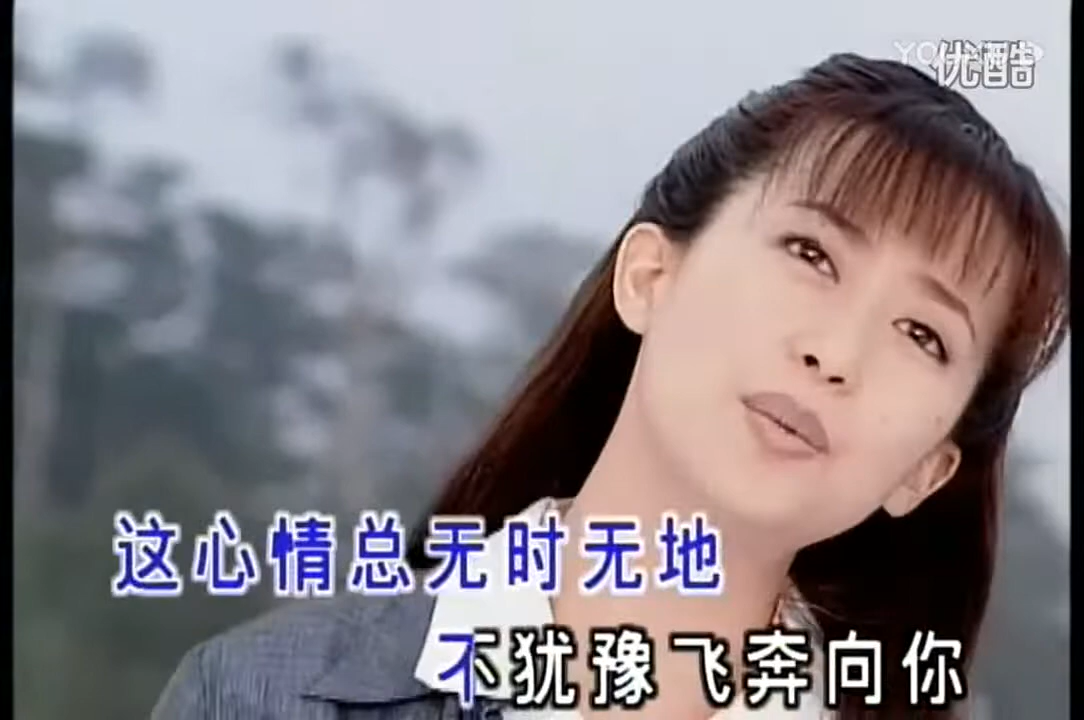 优酷
这心情总无时无地
不犹豫飞奔向你